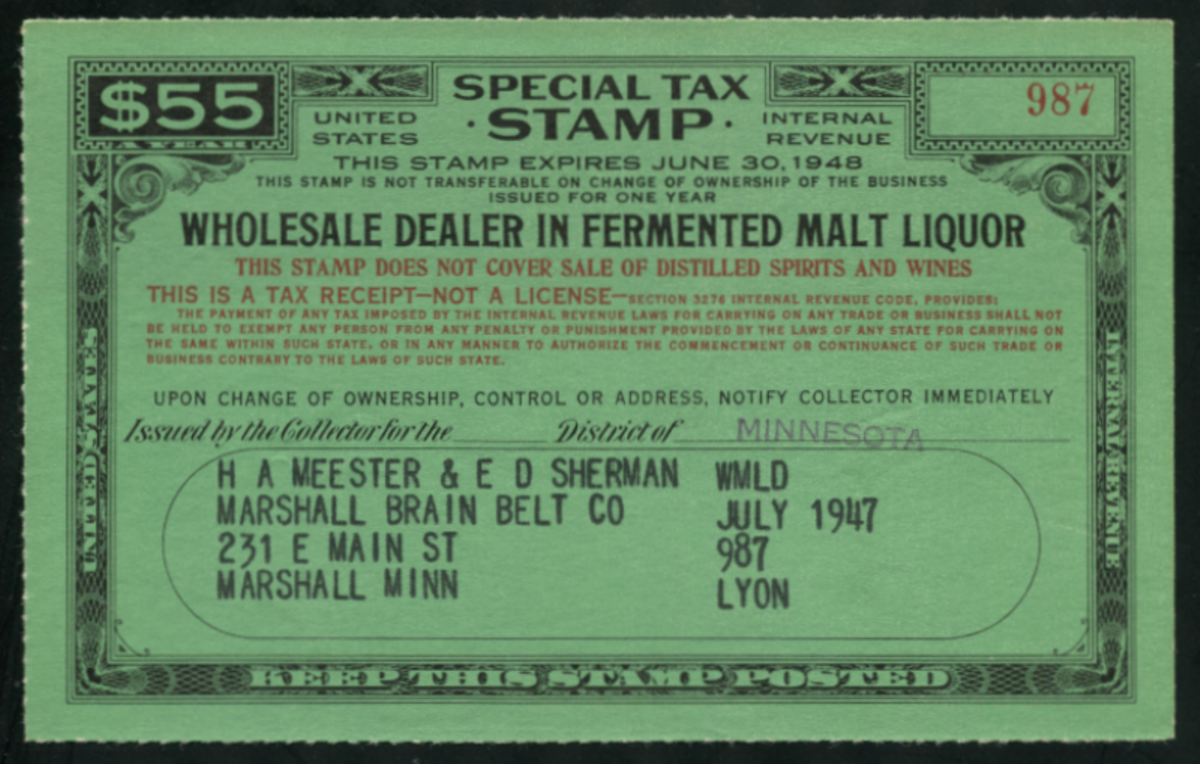 $55
A YEAR
UNITED STATES
SPECIAL TAX
· STAMP ·
INTERNAL REVENUE
987
THIS STAMP EXPIRES JUNE 30, 1948
THIS STAMP IS NOT TRANSFERABLE ON CHANGE OF OWNERSHIP OF THE BUSINESS
ISSUED FOR ONE YEAR
WHOLESALE DEALER IN FERMENTED MALT LIQUOR
THIS STAMP DOES NOT COVER SALE OF DISTILLED SPIRITS AND WINES
THIS IS A TAX RECEIPT—NOT A LICENSE—SECTION 3276 INTERNAL REVENUE CODE, PROVIDES:
THE PAYMENT OF ANY TAX IMPOSED BY THE INTERNAL REVENUE LAWS FOR CARRYING ON ANY TRADE OR BUSINESS SHALL NOT
BE HELD TO EXEMPT ANY PERSON FROM ANY PENALTY OR PUNISHMENT PROVIDED BY THE LAWS OF ANY STATE FOR CARRYING ON
THE SAME WITHIN SUCH STATE, OR IN ANY MANNER TO AUTHORIZE THE COMMENCEMENT OR CONTINUANCE OF SUCH TRADE OR
BUSINESS CONTRARY TO THE LAWS OF SUCH STATE.
UPON CHANGE OF OWNERSHIP, CONTROL OR ADDRESS, NOTIFY COLLECTOR IMMEDIATELY
Issued by the Collector for the District of MINNESOTA
H A MEESTER & E D SHERMAN WMLD
MARSHALL BRAIN BELT CO JULY 1947
231 E MAIN ST 987
MARSHALL MINN LYON
UNITED STATES
INTERNAL REVENUE
KEEP THIS STAMP POSTED